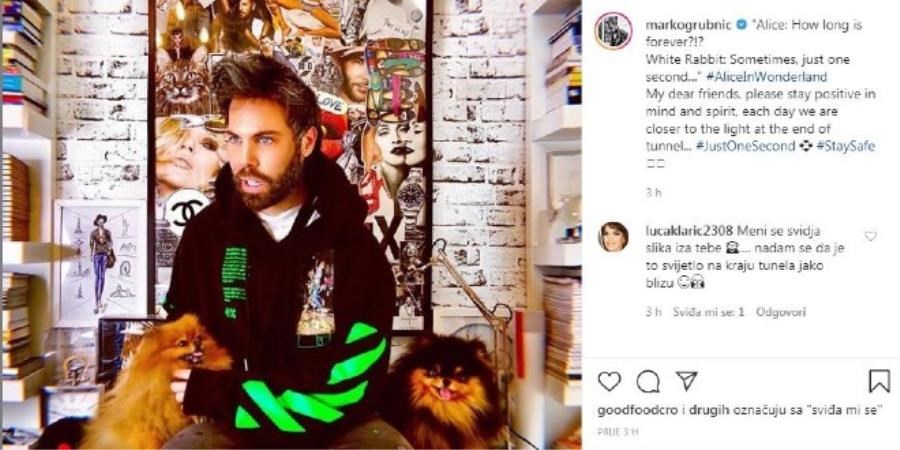 LOVE
markogrubnic "Alice: How long is
forever?!?
White Rabbit: Sometimes, just one
second..." #AliceInWonderland
My dear friends, please stay positive in
mind and spirit, each day we are
closer to the light at the end of
tunnel... #JustOneSecond #StaySafe
3 h
lucaklaric2308 Meni se svidja
slika iza tebe .... nadam se da je
to svijetlo na kraju tunela jako
blizu
3 h Sviđa mi se: 1 Odgovori
goodfoodcro i drugih označuju sa "sviđa mi se"
PRIJE 3 H